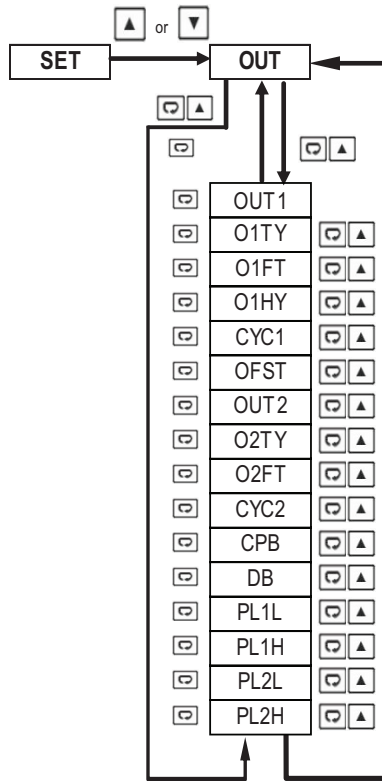 or
SET
OUT
OUT1
O1TY
O1FT
O1HY
CYC1
OFST
OUT2
O2TY
O2FT
CYC2
CPB
DB
PL1L
PL1H
PL2L
PL2H